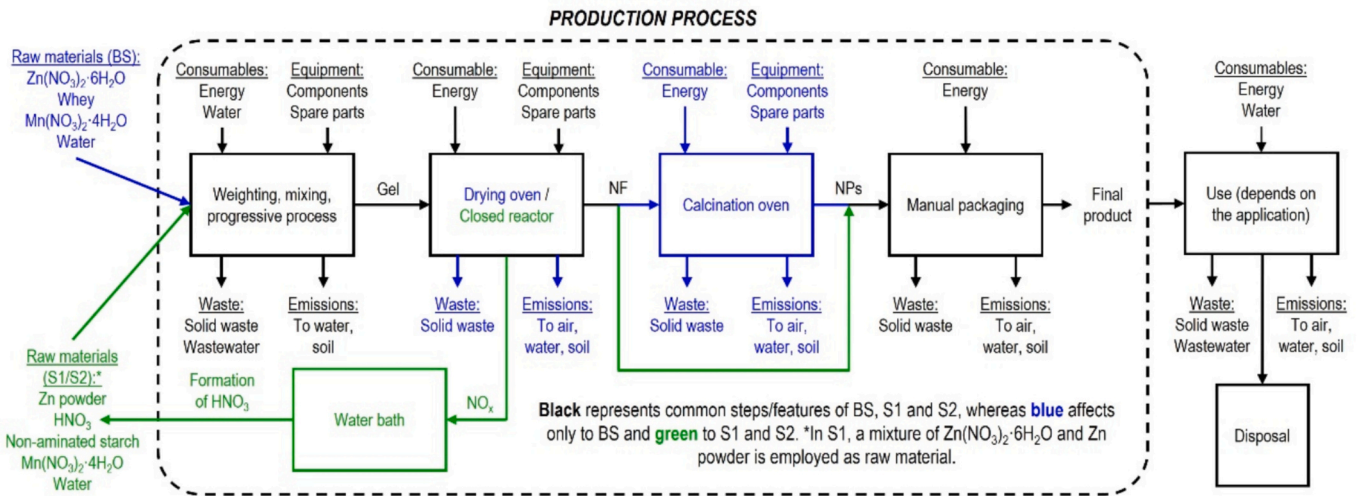 PRODUCTION PROCESS
Raw materials (BS):
Zn(NO₃)₂·6H₂O
Whey
Mn(NO₃)₂·4H₂O
Water
Consumables:
Energy
Water
Equipment:
Components
Spare parts
Consumable:
Energy
Equipment:
Components
Spare parts
Consumable:
Energy
Equipment:
Components
Spare parts
Consumable:
Energy
Consumables:
Energy
Water
Weighting, mixing,
progressive process
Gel
Drying oven /
Closed reactor
NF
Calcination oven
NPs
Manual packaging
Final
product
Use (depends on
the application)
Waste:
Solid waste
Wastewater
Emissions:
To water,
soil
Waste:
Solid waste
Emissions:
To air,
water, soil
Waste:
Solid waste
Emissions:
To air,
water, soil
Waste:
Solid waste
Emissions:
To air,
water, soil
Waste:
Solid waste
Wastewater
Emissions:
To air,
water, soil
Raw materials
(S1/S2):*
Zn powder
HNO₃
Non-aminated starch
Mn(NO₃)₂·4H₂O
Water
Formation
of HNO₃
Water bath
NOₓ
Black represents common steps/features of BS, S1 and S2, whereas blue affects
only to BS and green to S1 and S2. *In S1, a mixture of Zn(NO₃)₂·6H₂O and Zn
powder is employed as raw material.
Disposal